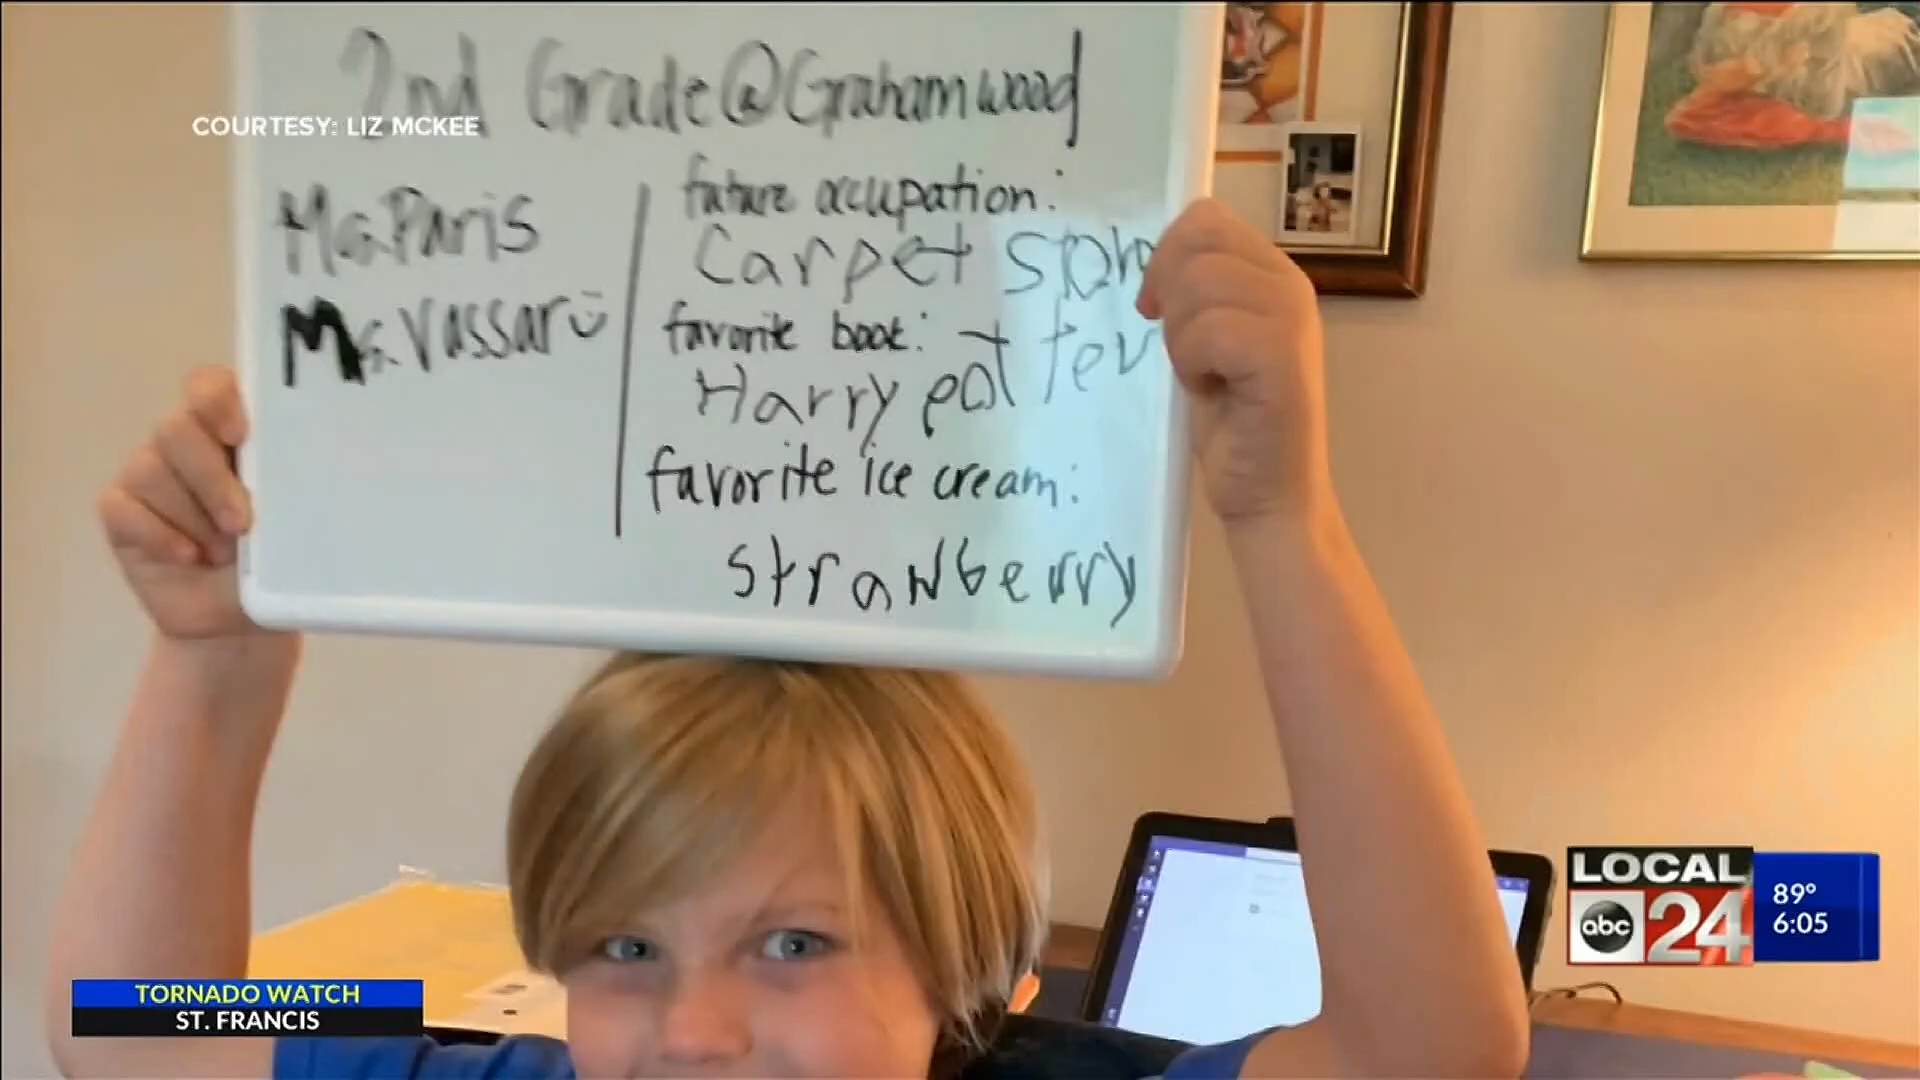 2nd Grade@Grahamwood
COURTESY: LIZ MCKEE
Ms. Paris
Ms. Vassar
future occupation:
Carpet
favorite book:
Harry
favorite ice cream:
strawberry
LOCAL
abc 24
89°
6:05
TORNADO WATCH
ST. FRANCIS